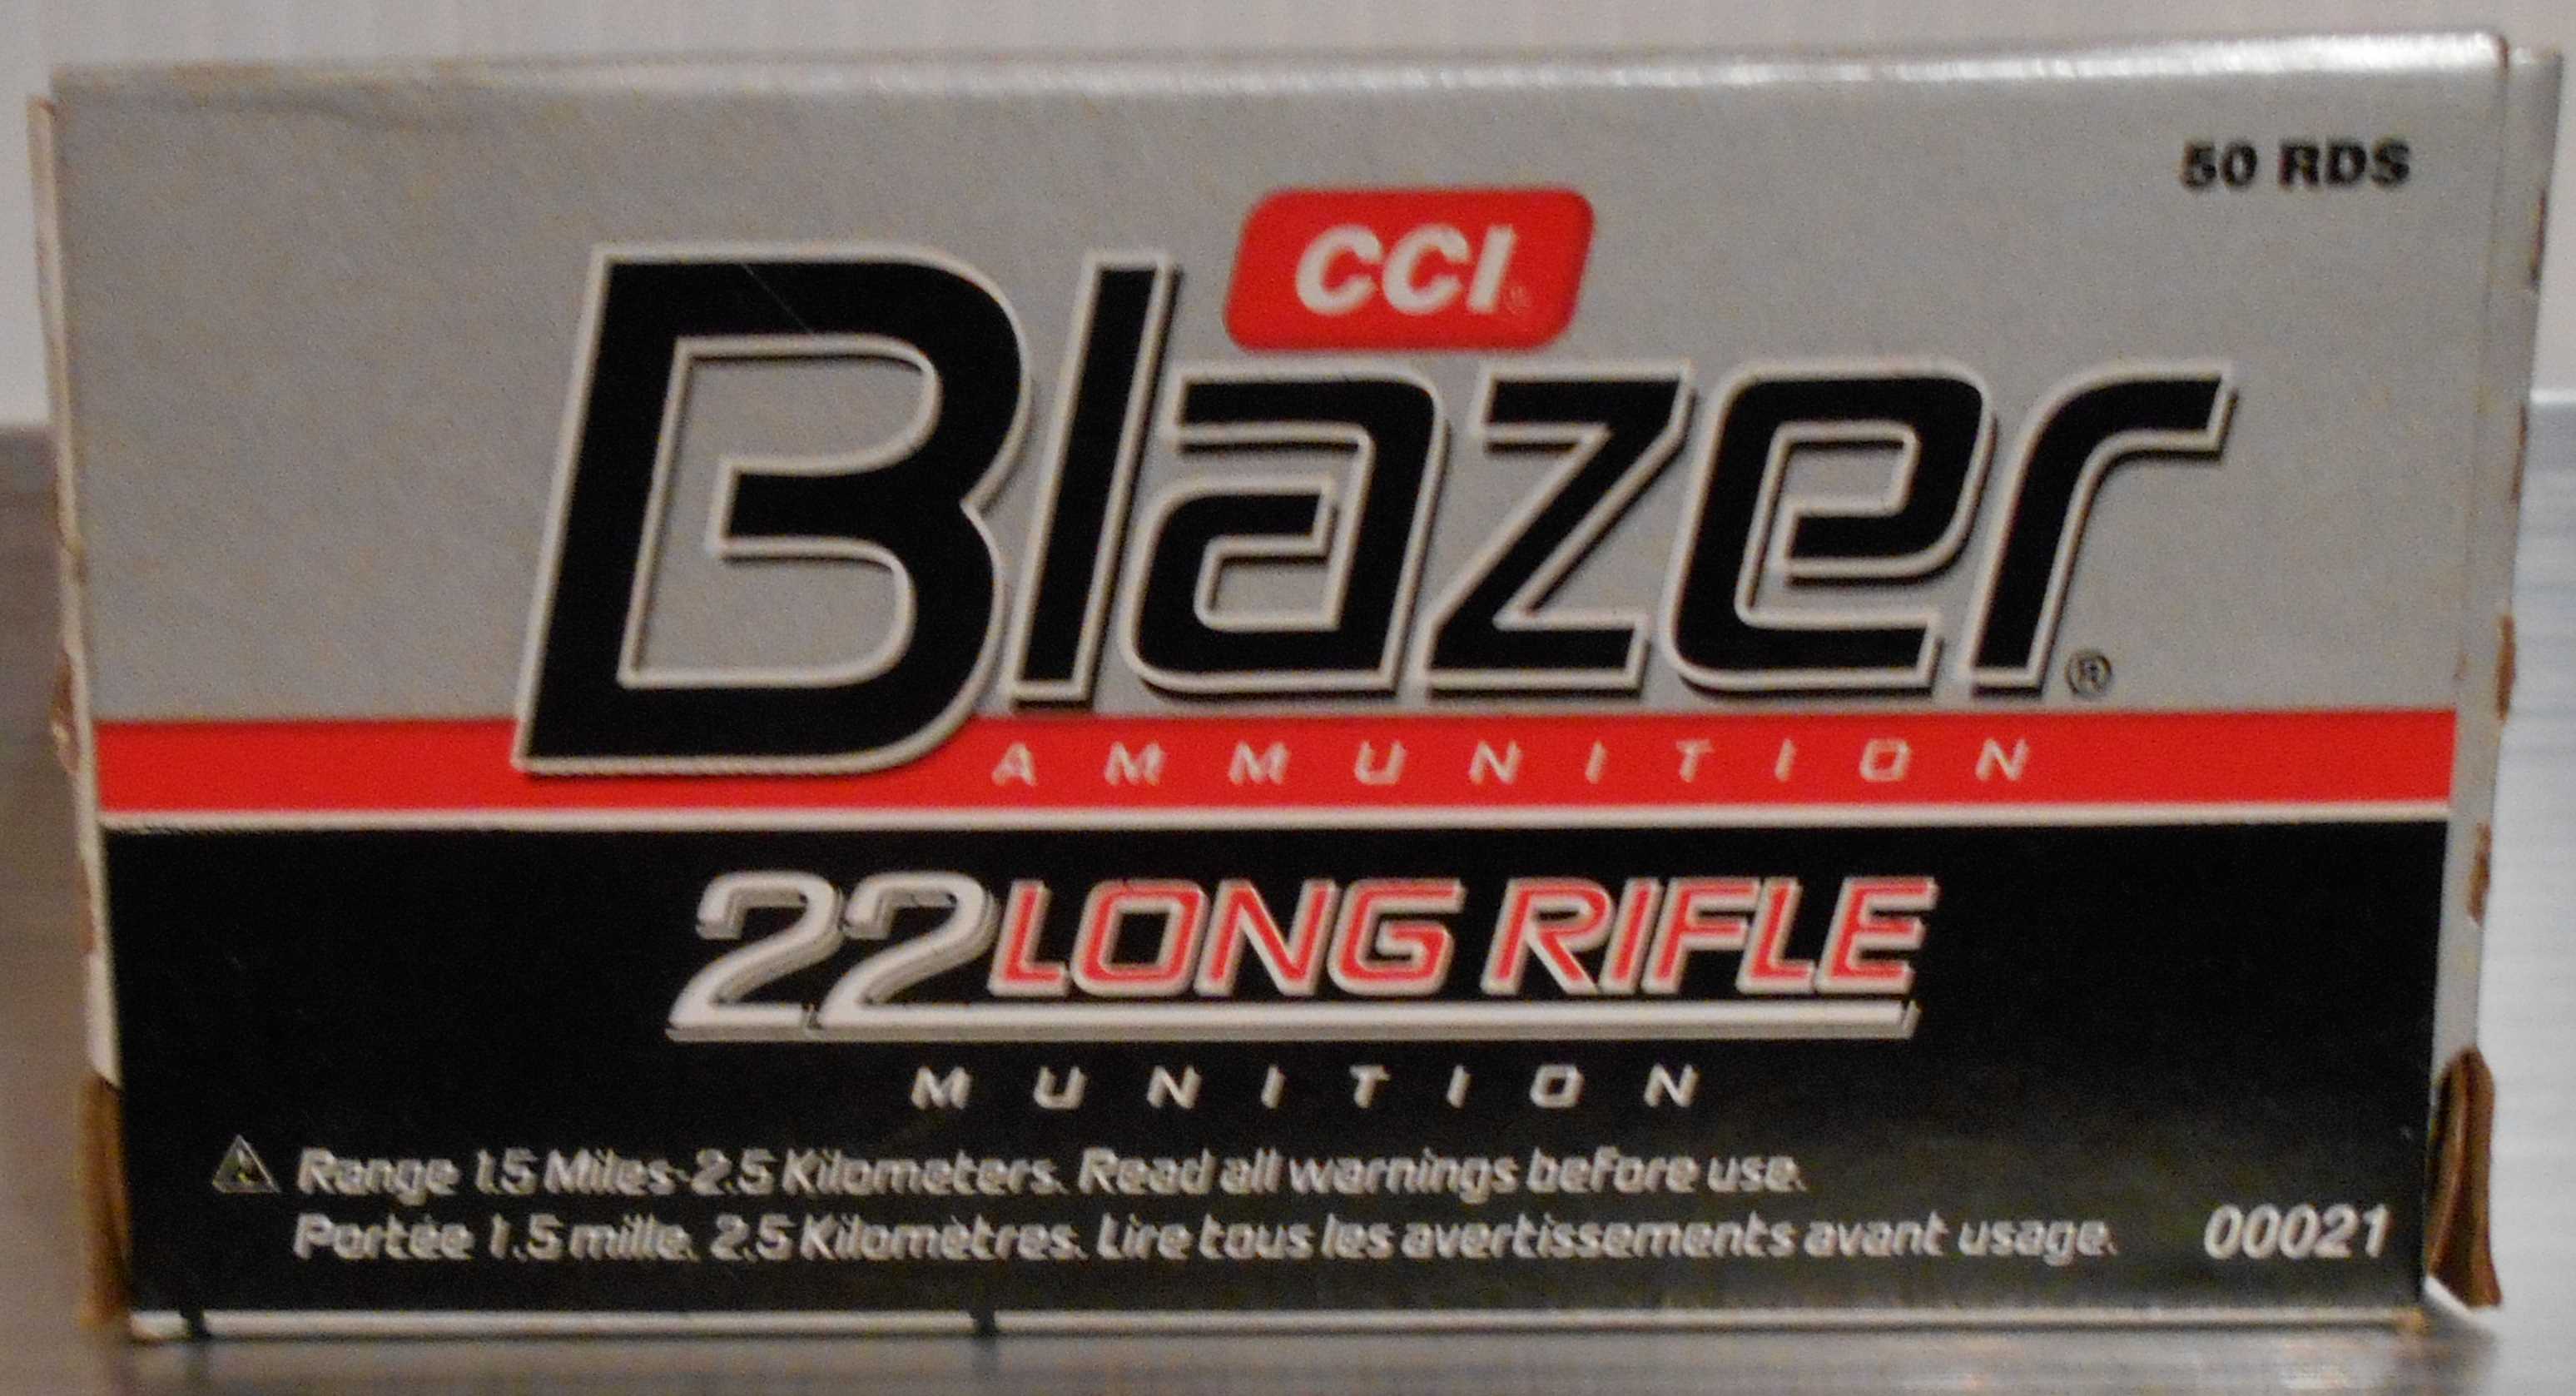 50 RDS
CCI
Blazer®
AMMUNITION
22 LONG RIFLE
MUNITION
Range 1.5 Miles-2.5 Kilometers. Read all warnings before use.
Portée 1.5 mille, 2.5 Kilomètres. Lire tous les avertissements avant usage.
00021